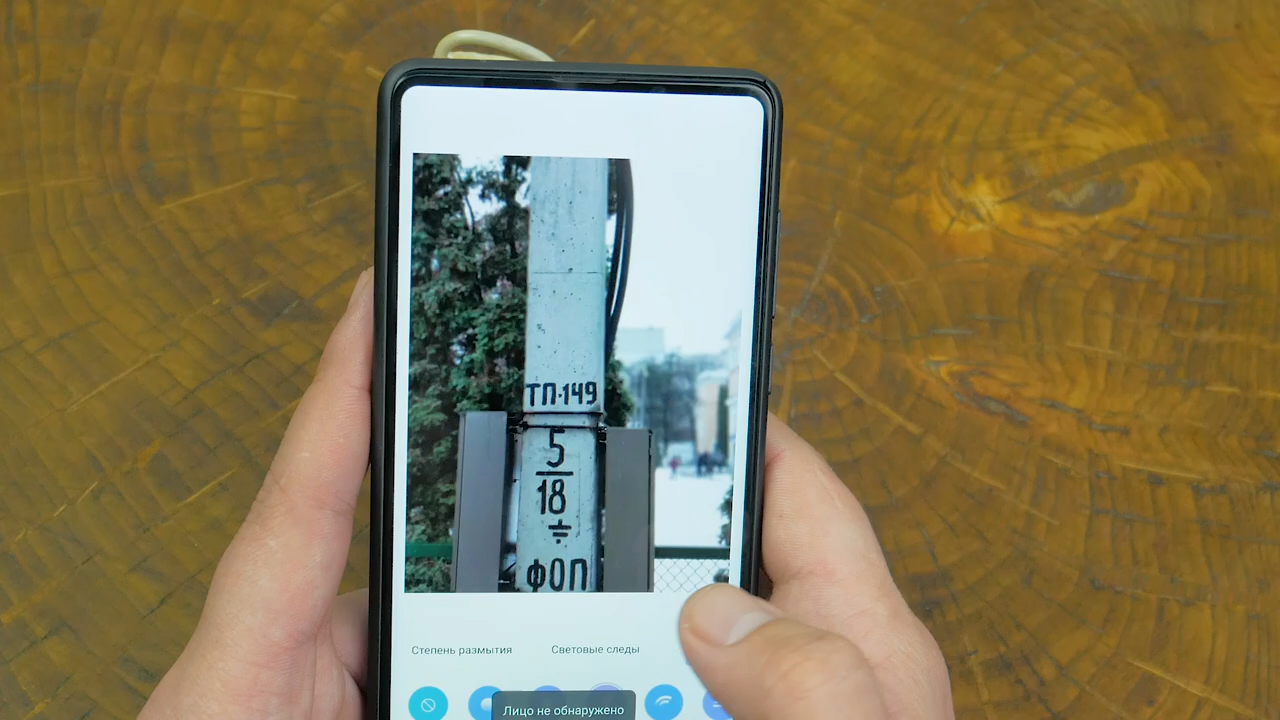 ТП·149
5
18
÷
ФОП
Степень размытия Световые следы
Лицо не обнаружено